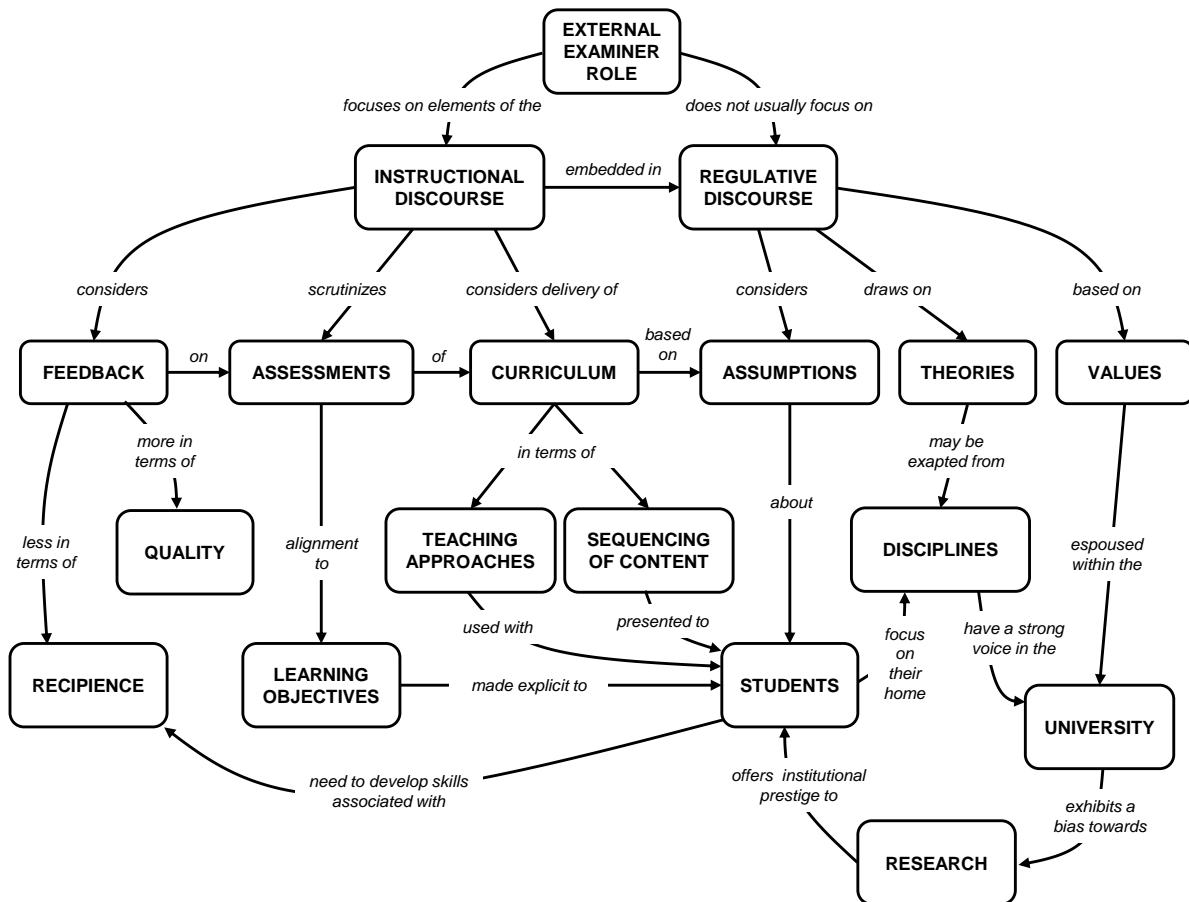 EXTERNAL
EXAMINER
ROLE
focuses on elements of the
does not usually focus on
INSTRUCTIONAL
DISCOURSE
embedded in
REGULATIVE
DISCOURSE
considers
scrutinizes
considers delivery of
considers
draws on
based on
FEEDBACK
on
ASSESSMENTS
of
CURRICULUM
based
on
ASSUMPTIONS
THEORIES
VALUES
more in
terms of
in terms of
may be
exapted from
less in
terms of
QUALITY
alignment
to
TEACHING
APPROACHES
SEQUENCING
OF CONTENT
about
DISCIPLINES
espoused
within the
used with
presented to
focus
on
their
home
have a strong
voice in the
RECIPIENCE
LEARNING
OBJECTIVES
made explicit to
STUDENTS
UNIVERSITY
need to develop skills
associated with
offers institutional
prestige to
exhibits a
bias towards
RESEARCH